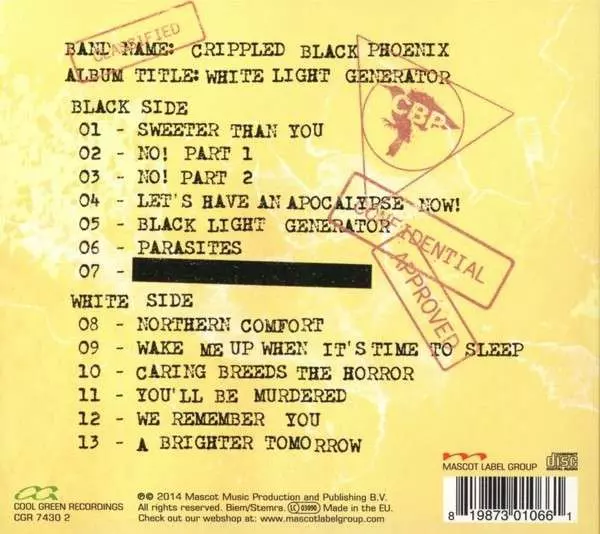 CLASSIFIED
BAND NAME: CRIPPLED BLACK PHOENIX
ALBUM TITLE: WHITE LIGHT GENERATOR
CBP
BLACK SIDE
01 - SWEETER THAN YOU
02 - NO! PART 1
03 - NO! PART 2
04 - LET'S HAVE AN APOCALYPSE NOW!
05 - BLACK LIGHT GENERATOR
CONFIDENTIAL
06 - PARASITES
APPROVED
07 -
WHITE SIDE
08 - NORTHERN COMFORT
09 - WAKE ME UP WHEN IT'S TIME TO SLEEP
10 - CARING BREEDS THE HORROR
11 - YOU'LL BE MURDERED
12 - WE REMEMBER YOU
13 - A BRIGHTER TOMORROW
COOL GREEN RECORDINGS
CGR 7430 2
℗© 2014 Mascot Music Production and Publishing B.V.
All rights reserved. Biem/Stemra. LC 03090 Made in the EU.
Check out our webshop at: www.mascotlabelgroup.com
MASCOT LABEL GROUP
disc
8 19873 01066 1